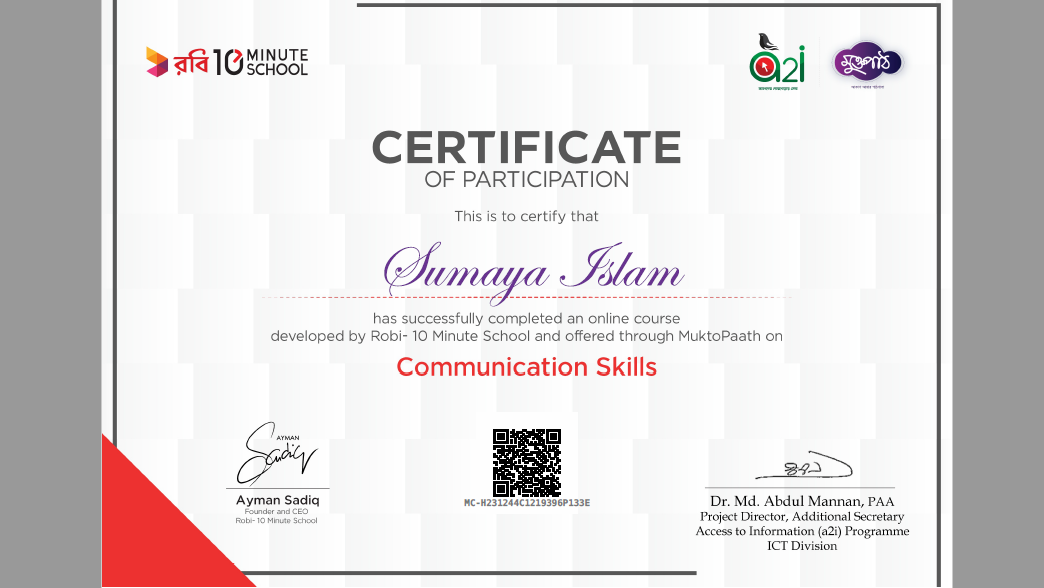 রবি 10 MINUTE SCHOOL
a2i
মুক্তপাঠ
CERTIFICATE
OF PARTICIPATION
This is to certify that
Sumaya Islam
has successfully completed an online course
developed by Robi- 10 Minute School and offered through MuktoPaath on
Communication Skills
AYMAN
Sadiq
Ayman Sadiq
Founder and CEO
Robi- 10 Minute School
MC-H231244C1219396P133E
Dr. Md. Abdul Mannan, PAA
Project Director, Additional Secretary
Access to Information (a2i) Programme
ICT Division